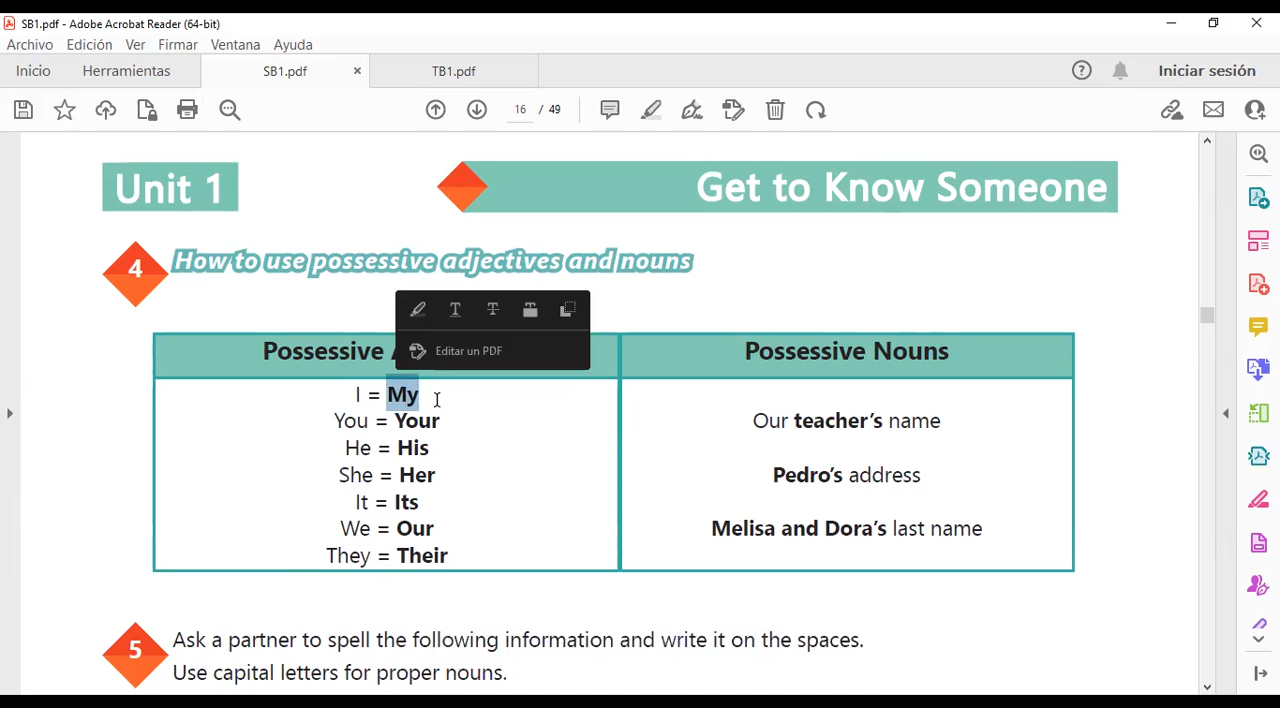 SB1.pdf - Adobe Acrobat Reader (64-bit)
Archivo Edición Ver Firmar Ventana Ayuda
Inicio Herramientas SB1.pdf × TB1.pdf Iniciar sesión
16 / 49
Unit 1 Get to Know Someone
4 How to use possessive adjectives and nouns
Editar un PDF
Possessive
I = My
You = Your
He = His
She = Her
It = Its
We = Our
They = Their
Possessive Nouns
Our teacher's name
Pedro's address
Melisa and Dora's last name
5 Ask a partner to spell the following information and write it on the spaces.
Use capital letters for proper nouns.